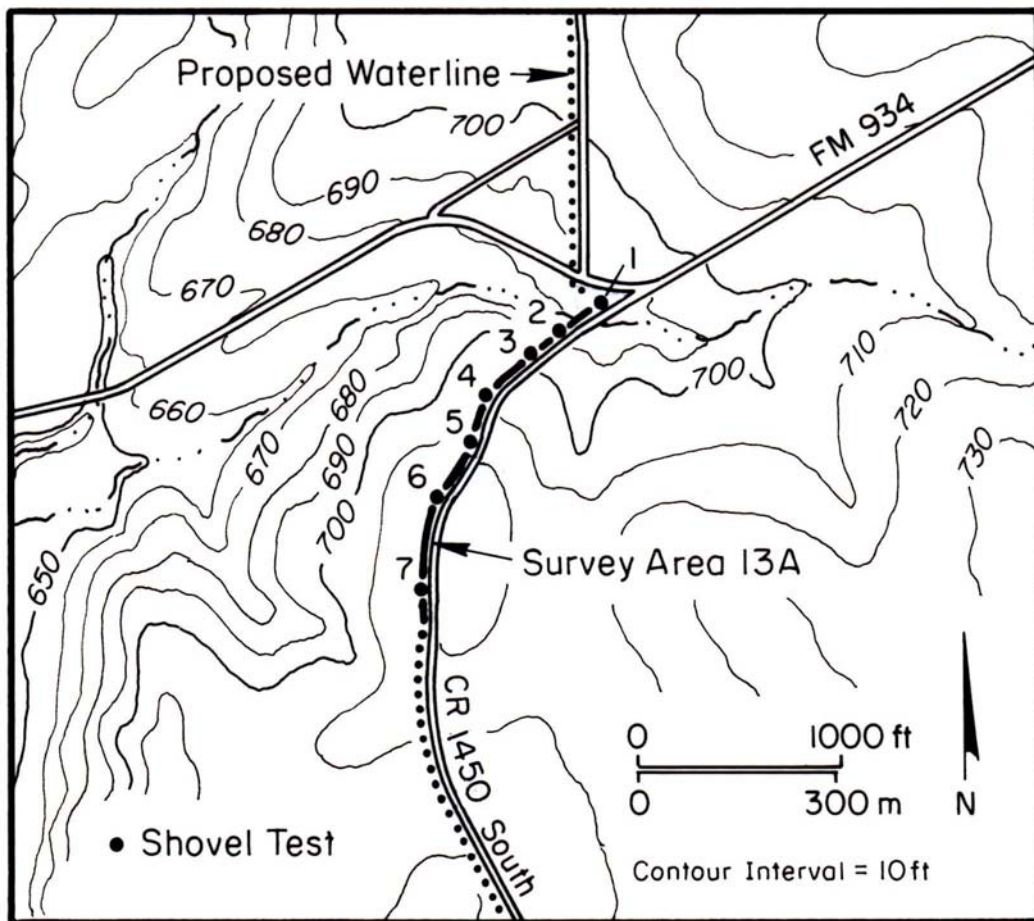 Proposed Waterline
FM 934
700
690
680
670
660
1
2
3
4
5
6
7
680
670
690
700
650
700
710
720
730
Survey Area 13A
CR 1450 South
0 1000 ft
0 300 m
N
Shovel Test
Contour Interval = 10 ft